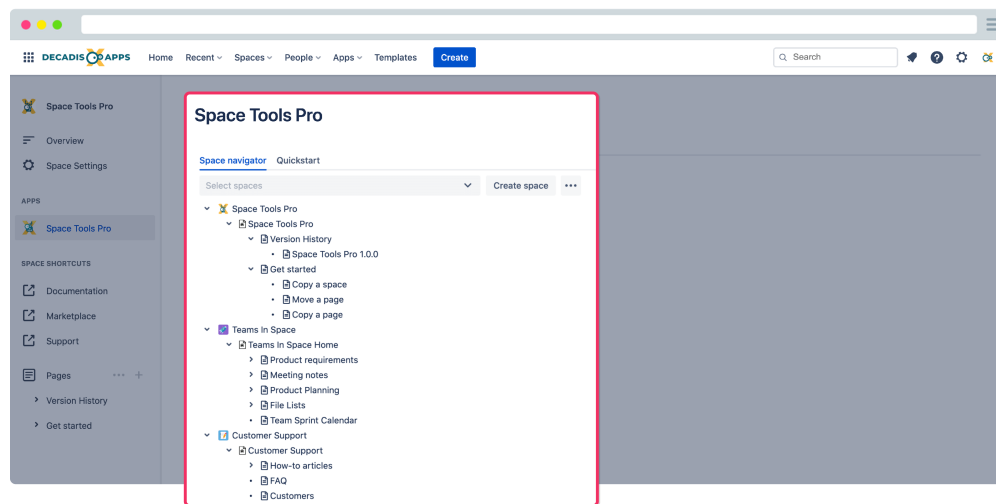 DECADIS APPS Home Recent Spaces People Apps Templates Create Search
Space Tools Pro
Overview
Space Settings
APPS
Space Tools Pro
SPACE SHORTCUTS
Documentation
Marketplace
Support
Pages
Version History
Get started
Space Tools Pro
Space navigator Quickstart
Select spaces Create space
Space Tools Pro
Space Tools Pro
Version History
Space Tools Pro 1.0.0
Get started
Copy a space
Move a page
Copy a page
Teams In Space
Teams In Space Home
Product requirements
Meeting notes
Product Planning
File Lists
Team Sprint Calendar
Customer Support
Customer Support
How-to articles
FAQ
Customers